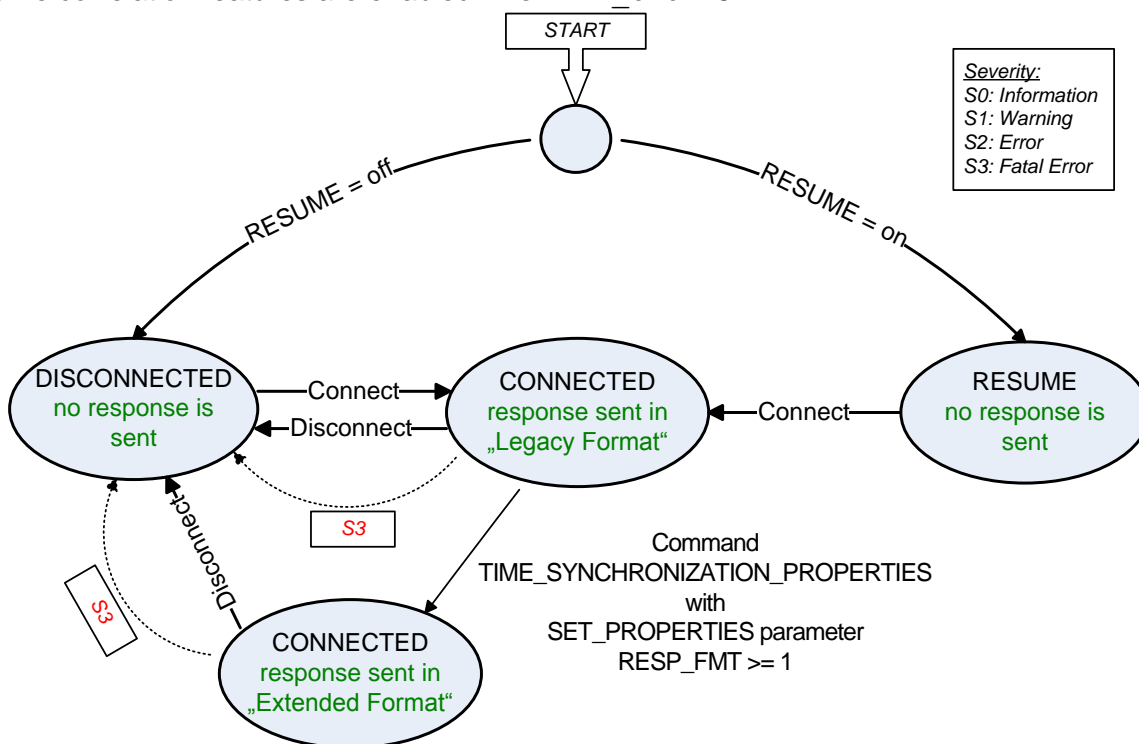 START
Severity:
S0: Information
S1: Warning
S2: Error
S3: Fatal Error
RESUME = off
RESUME = on
DISCONNECTED
no response is
sent
Connect
Disconnect
CONNECTED
response sent in
„Legacy Format“
Connect
RESUME
no response is
sent
S3
Disconnect
S3
Command
TIME_SYNCHRONIZATION_PROPERTIES
with
SET_PROPERTIES parameter
RESP_FMT >= 1
CONNECTED
response sent in
„Extended Format“